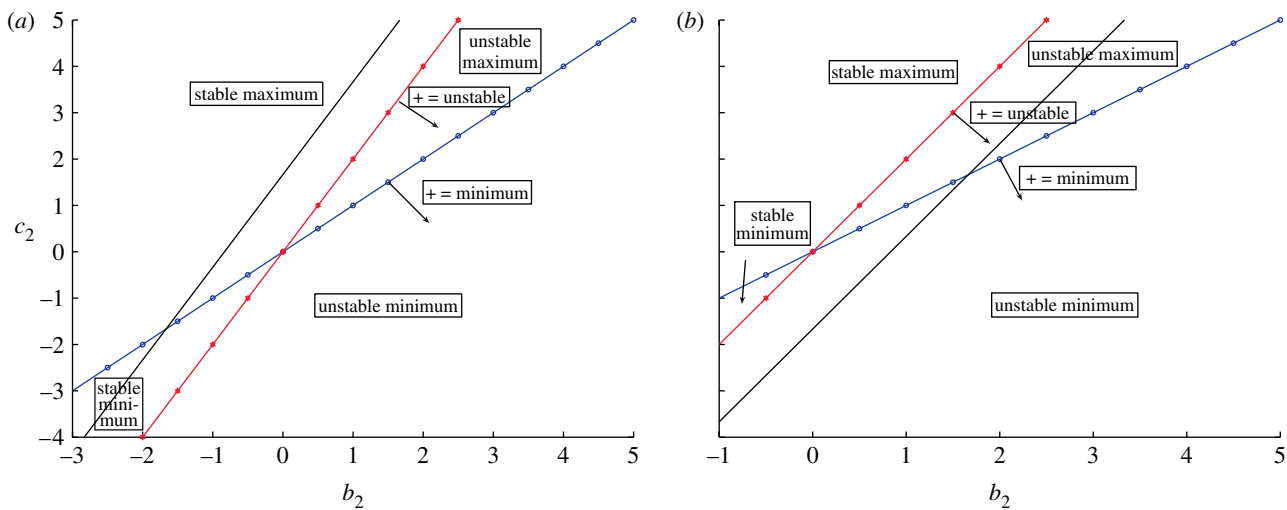 (a)
5
4
3
2
1
0
−1
−2
−3
−4
c2
−3
−2
−1
0
1
2
3
4
5
b2
stable maximum
unstable
maximum
+ = unstable
+ = minimum
unstable minimum
stable
mini-
mum
(b)
−1
0
1
2
3
4
5
b2
stable maximum
unstable maximum
+ = unstable
+ = minimum
stable
minimum
unstable minimum